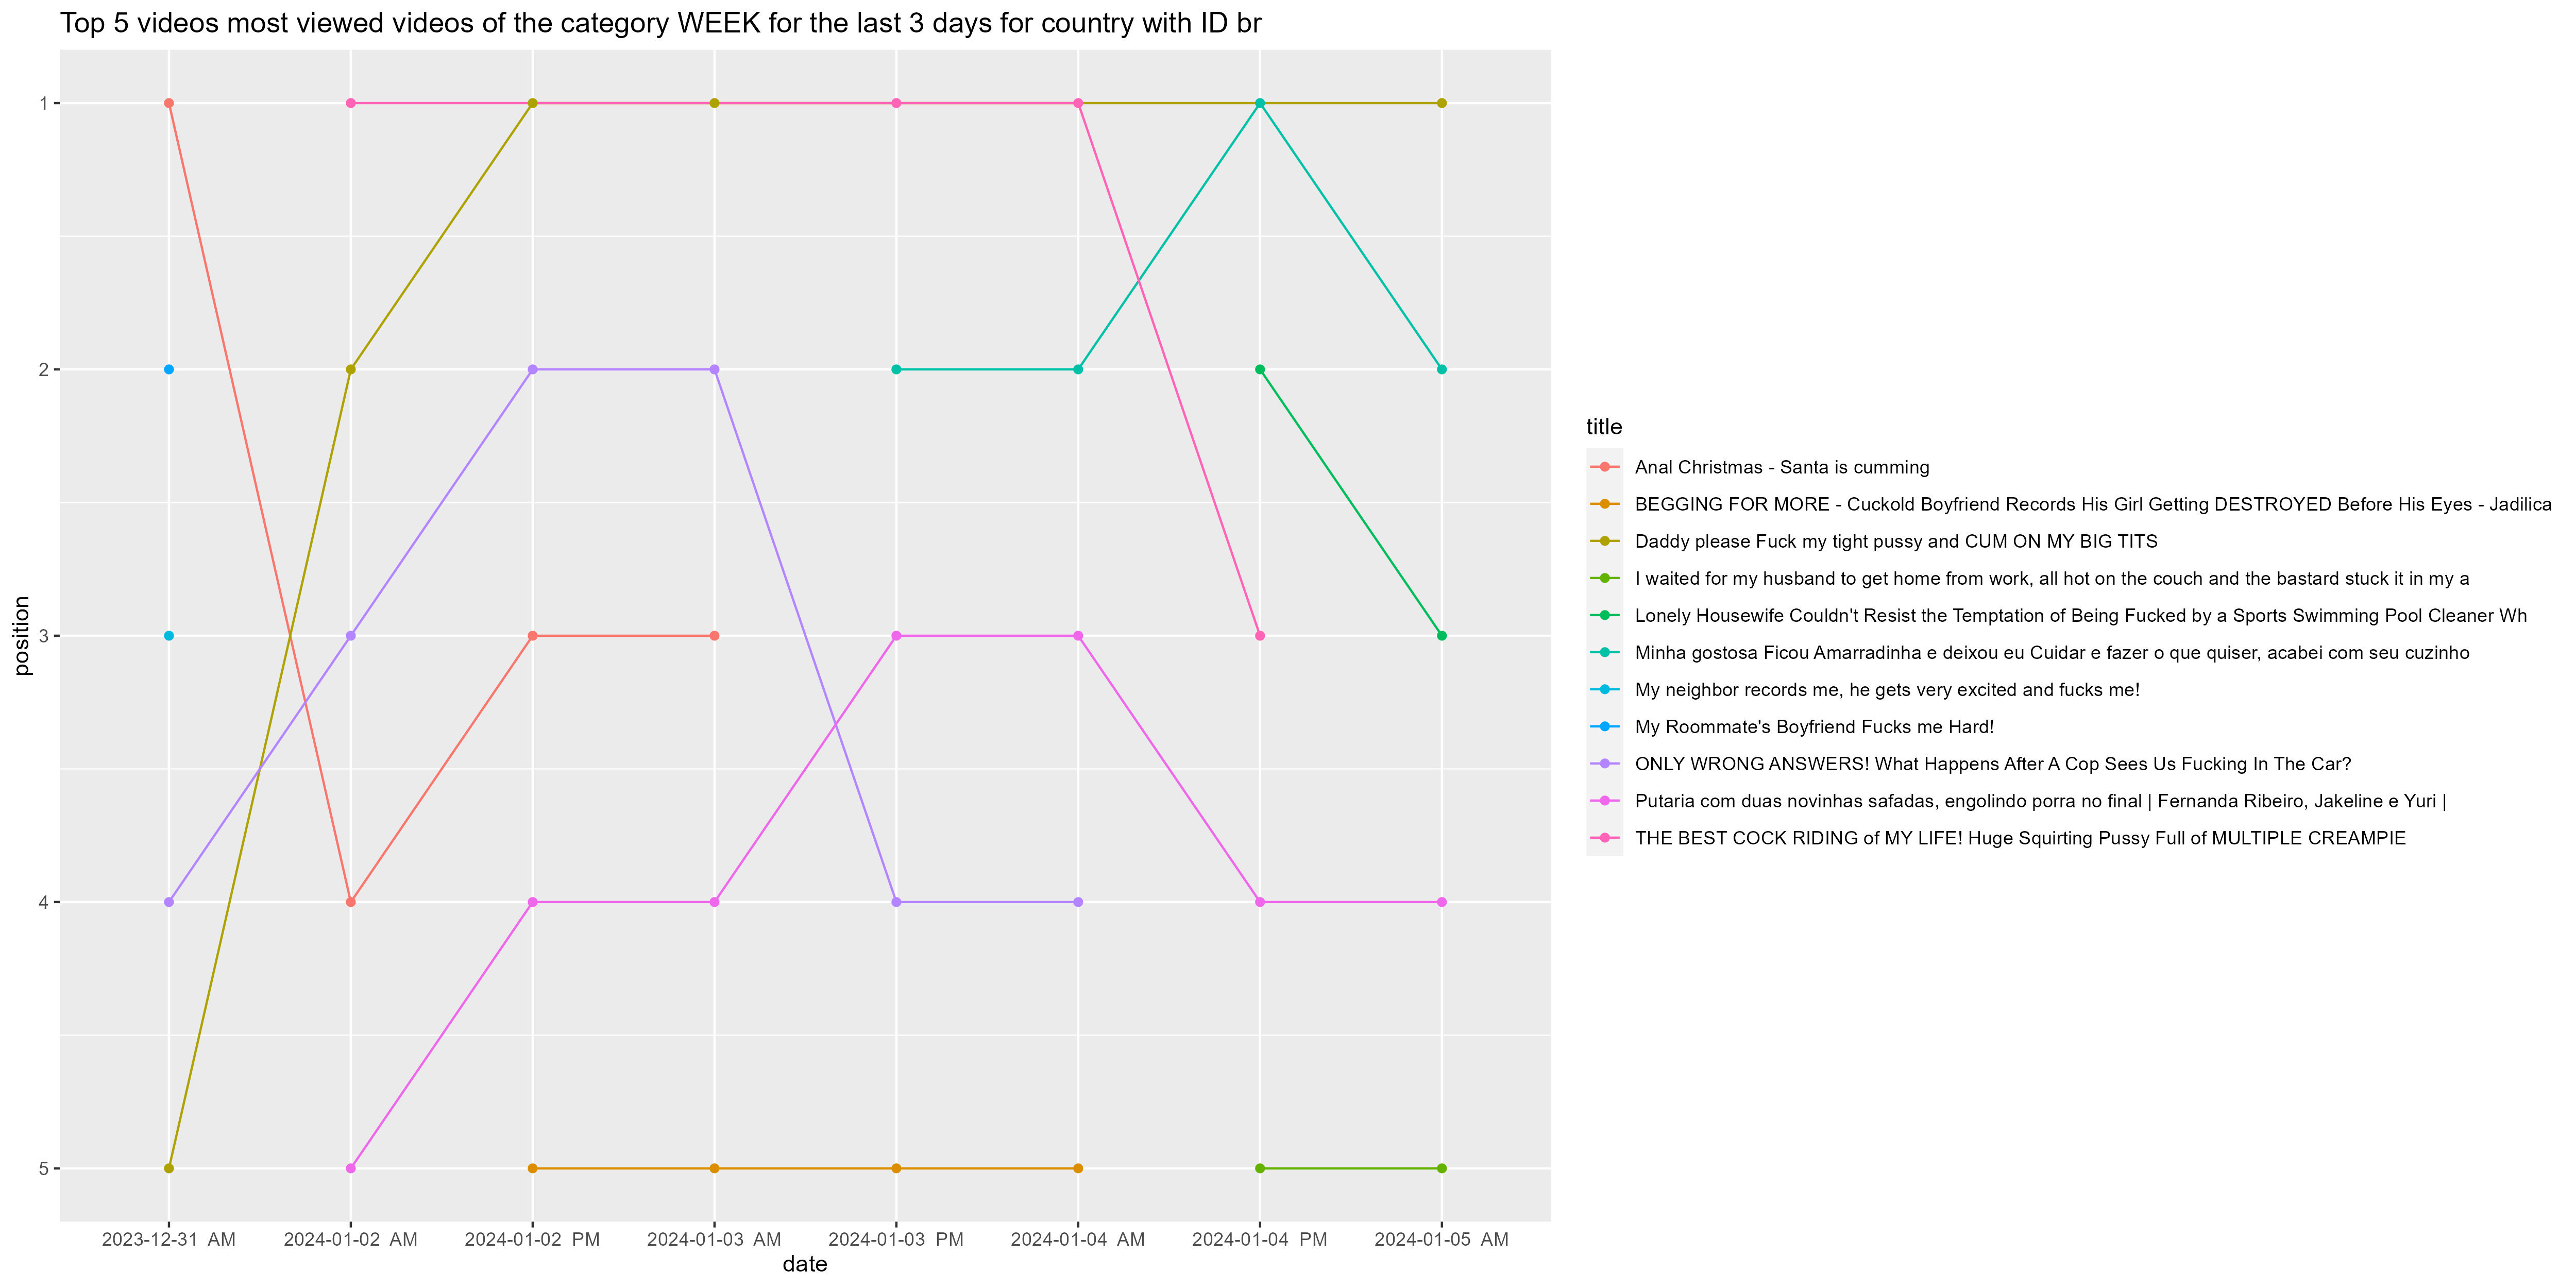 Top 5 videos most viewed videos of the category WEEK for the last 3 days for country with ID br
position
1
2
3
4
5
2023-12-31 AM
2024-01-02 AM
2024-01-02 PM
2024-01-03 AM
2024-01-03 PM
2024-01-04 AM
2024-01-04 PM
2024-01-05 AM
date
title
Anal Christmas - Santa is cumming
BEGGING FOR MORE - Cuckold Boyfriend Records His Girl Getting DESTROYED Before His Eyes - Jadilica
Daddy please Fuck my tight pussy and CUM ON MY BIG TITS
I waited for my husband to get home from work, all hot on the couch and the bastard stuck it in my a
Lonely Housewife Couldn't Resist the Temptation of Being Fucked by a Sports Swimming Pool Cleaner Wh
Minha gostosa Ficou Amarradinha e deixou eu Cuidar e fazer o que quiser, acabei com seu cuzinho
My neighbor records me, he gets very excited and fucks me!
My Roommate's Boyfriend Fucks me Hard!
ONLY WRONG ANSWERS! What Happens After A Cop Sees Us Fucking In The Car?
Putaria com duas novinhas safadas, engolindo porra no final | Fernanda Ribeiro, Jakeline e Yuri |
THE BEST COCK RIDING of MY LIFE! Huge Squirting Pussy Full of MULTIPLE CREAMPIE